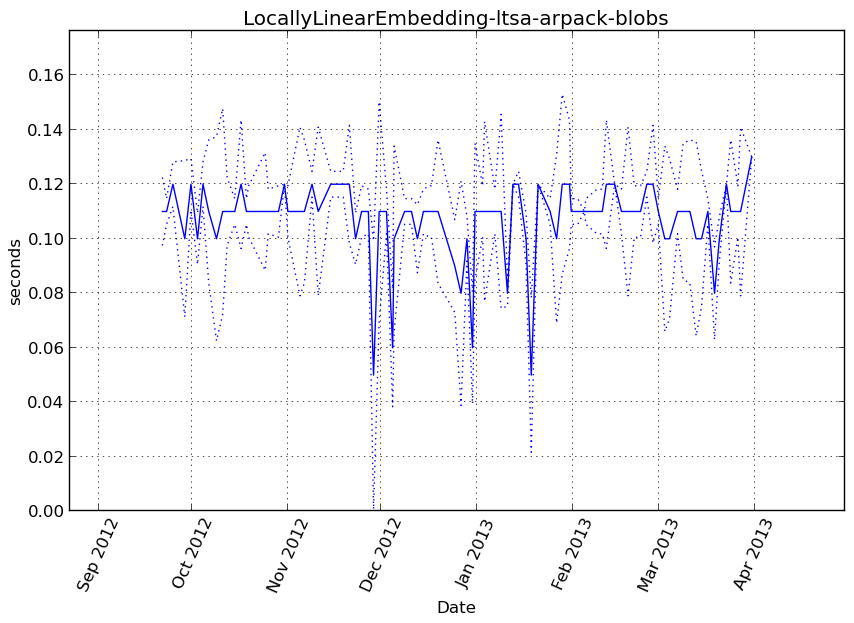 LocallyLinearEmbedding-ltsa-arpack-blobs
0.16
0.14
0.12
0.10
0.08
0.06
0.04
0.02
0.00
seconds
Sep 2012
Oct 2012
Nov 2012
Dec 2012
Jan 2013
Feb 2013
Mar 2013
Apr 2013
Date